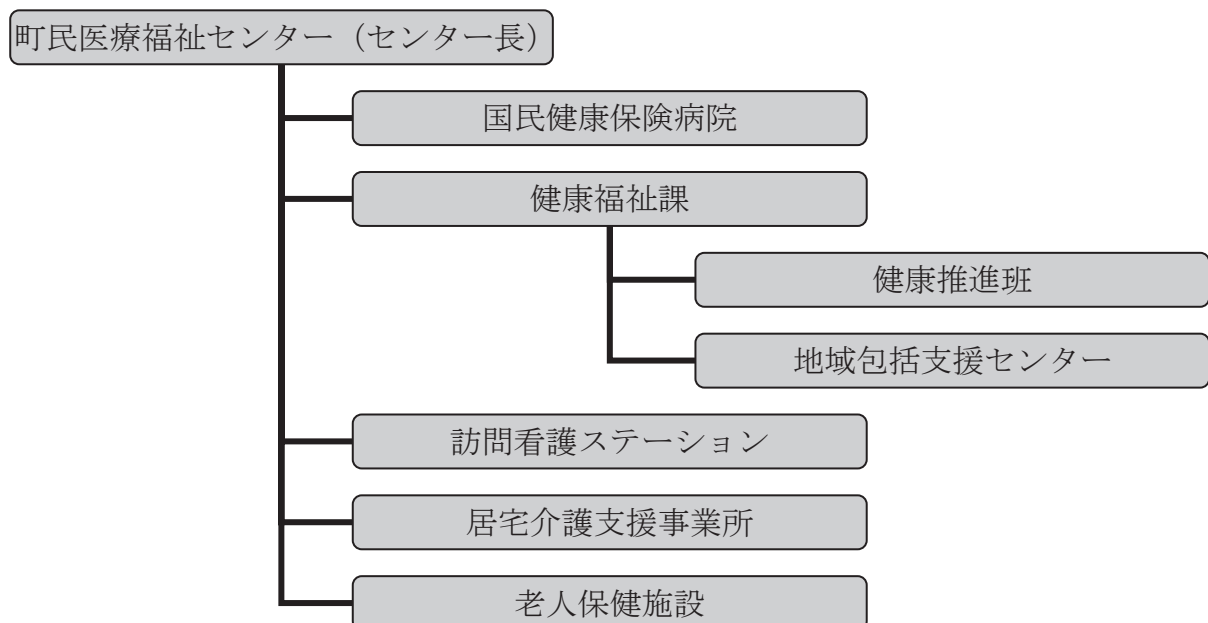 町民医療福祉センター（センター長）
国民健康保険病院
健康福祉課
健康推進班
地域包括支援センター
訪問看護ステーション
居宅介護支援事業所
老人保健施設